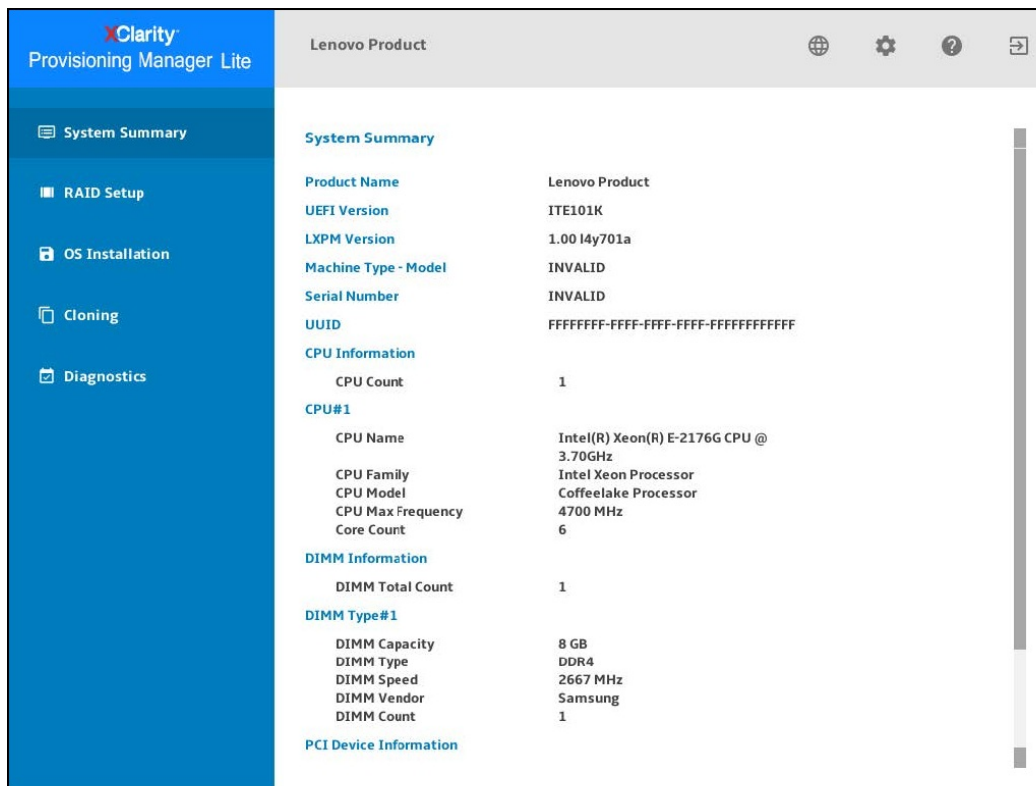 XClarity
Provisioning Manager Lite
Lenovo Product
System Summary
RAID Setup
OS Installation
Cloning
Diagnostics
System Summary
Product Name Lenovo Product
UEFI Version ITE101K
LXPM Version 1.00 l4y701a
Machine Type - Model INVALID
Serial Number INVALID
UUID FFFFFFFF-FFFF-FFFF-FFFF-FFFFFFFFFFFF
CPU Information
CPU Count 1
CPU#1
CPU Name Intel(R) Xeon(R) E-2176G CPU @
3.70GHz
CPU Family Intel Xeon Processor
CPU Model Coffeelake Processor
CPU Max Frequency 4700 MHz
Core Count 6
DIMM Information
DIMM Total Count 1
DIMM Type#1
DIMM Capacity 8 GB
DIMM Type DDR4
DIMM Speed 2667 MHz
DIMM Vendor Samsung
DIMM Count 1
PCI Device Information